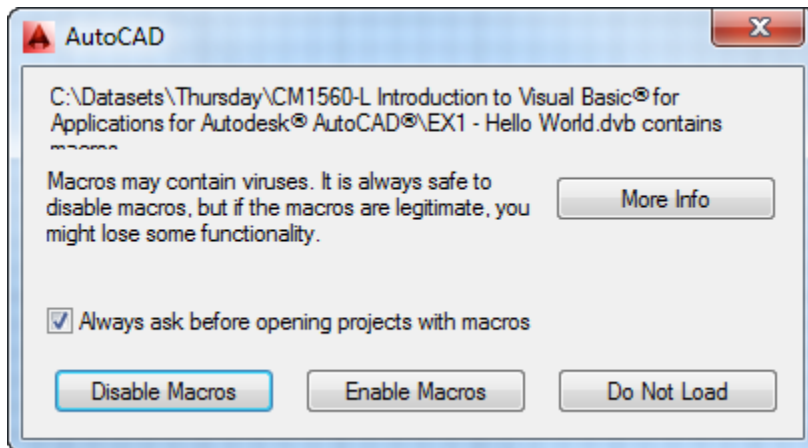 AutoCAD
C:\Datasets\Thursday\CM1560-L Introduction to Visual Basic® for
Applications for Autodesk® AutoCAD®\EX1 - Hello World.dvb contains
macros
Macros may contain viruses. It is always safe to
disable macros, but if the macros are legitimate, you
might lose some functionality.
More Info
Always ask before opening projects with macros
Disable Macros
Enable Macros
Do Not Load